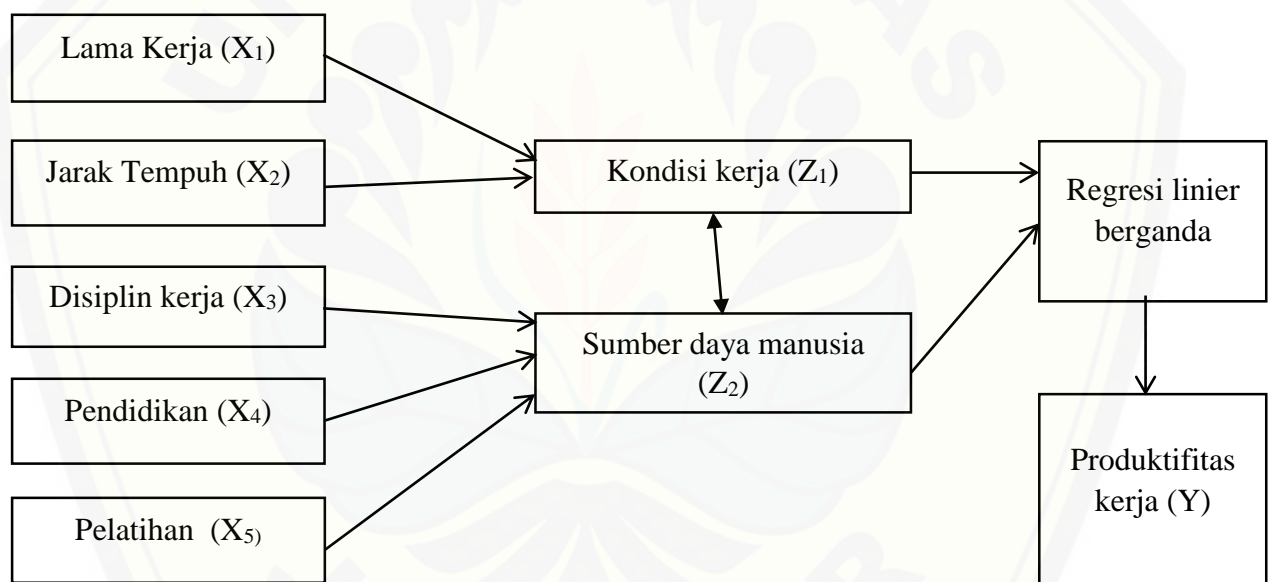 Lama Kerja (X₁)
Jarak Tempuh (X₂)
Disiplin kerja (X₃)
Pendidikan (X₄)
Pelatihan (X₅)
Kondisi kerja (Z₁)
Sumber daya manusia
(Z₂)
Regresi linier
berganda
Produktifitas
kerja (Y)